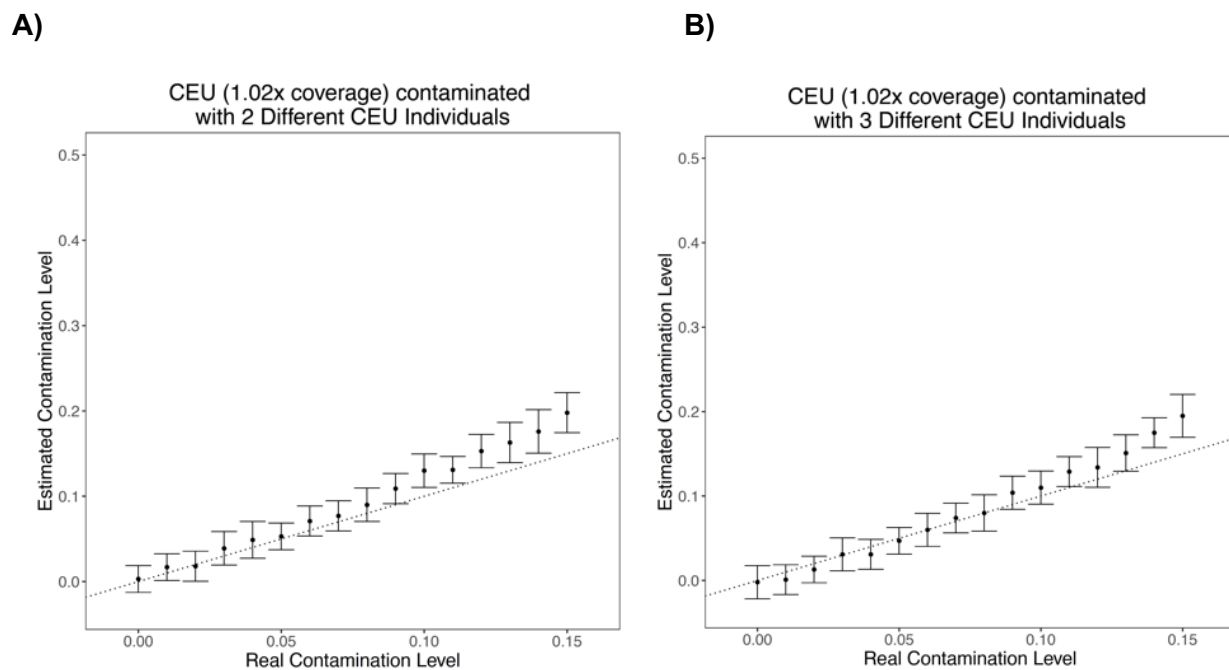 A)
CEU (1.02x coverage) contaminated
with 2 Different CEU Individuals
Estimated Contamination Level
0.5
0.4
0.3
0.2
0.1
0.0
0.00 0.05 0.10 0.15
Real Contamination Level
B)
CEU (1.02x coverage) contaminated
with 3 Different CEU Individuals
Estimated Contamination Level
0.5
0.4
0.3
0.2
0.1
0.0
0.00 0.05 0.10 0.15
Real Contamination Level